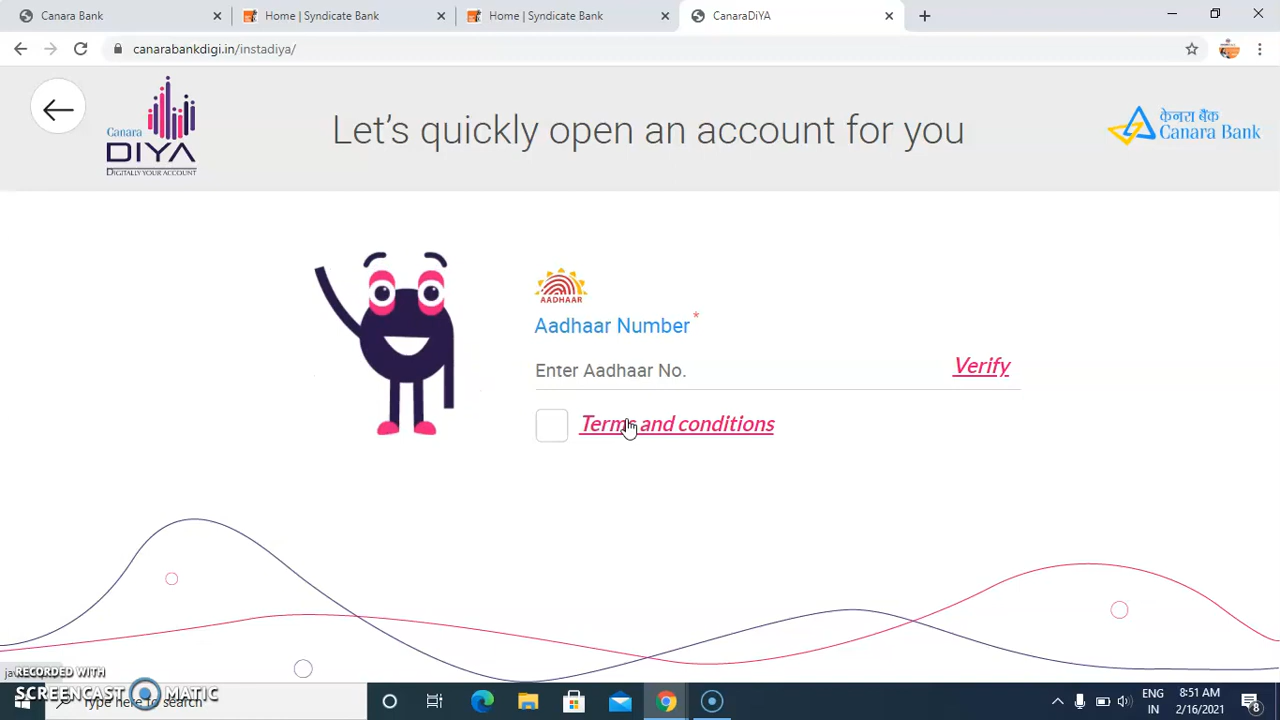 Canara Bank
Home | Syndicate Bank
Home | Syndicate Bank
CanaraDiYA
canarabankdigi.in/instadiya/
Canara
DIYA
DIGITALLY YOUR ACCOUNT
Let's quickly open an account for you
केनरा बैंक
Canara Bank
AADHAAR
Aadhaar Number *
Enter Aadhaar No.
Verify
Terms and conditions
RECORDED WITH
SCREENCAST MATIC
Type here to search
ENG
IN
8:51 AM
2/16/2021
8